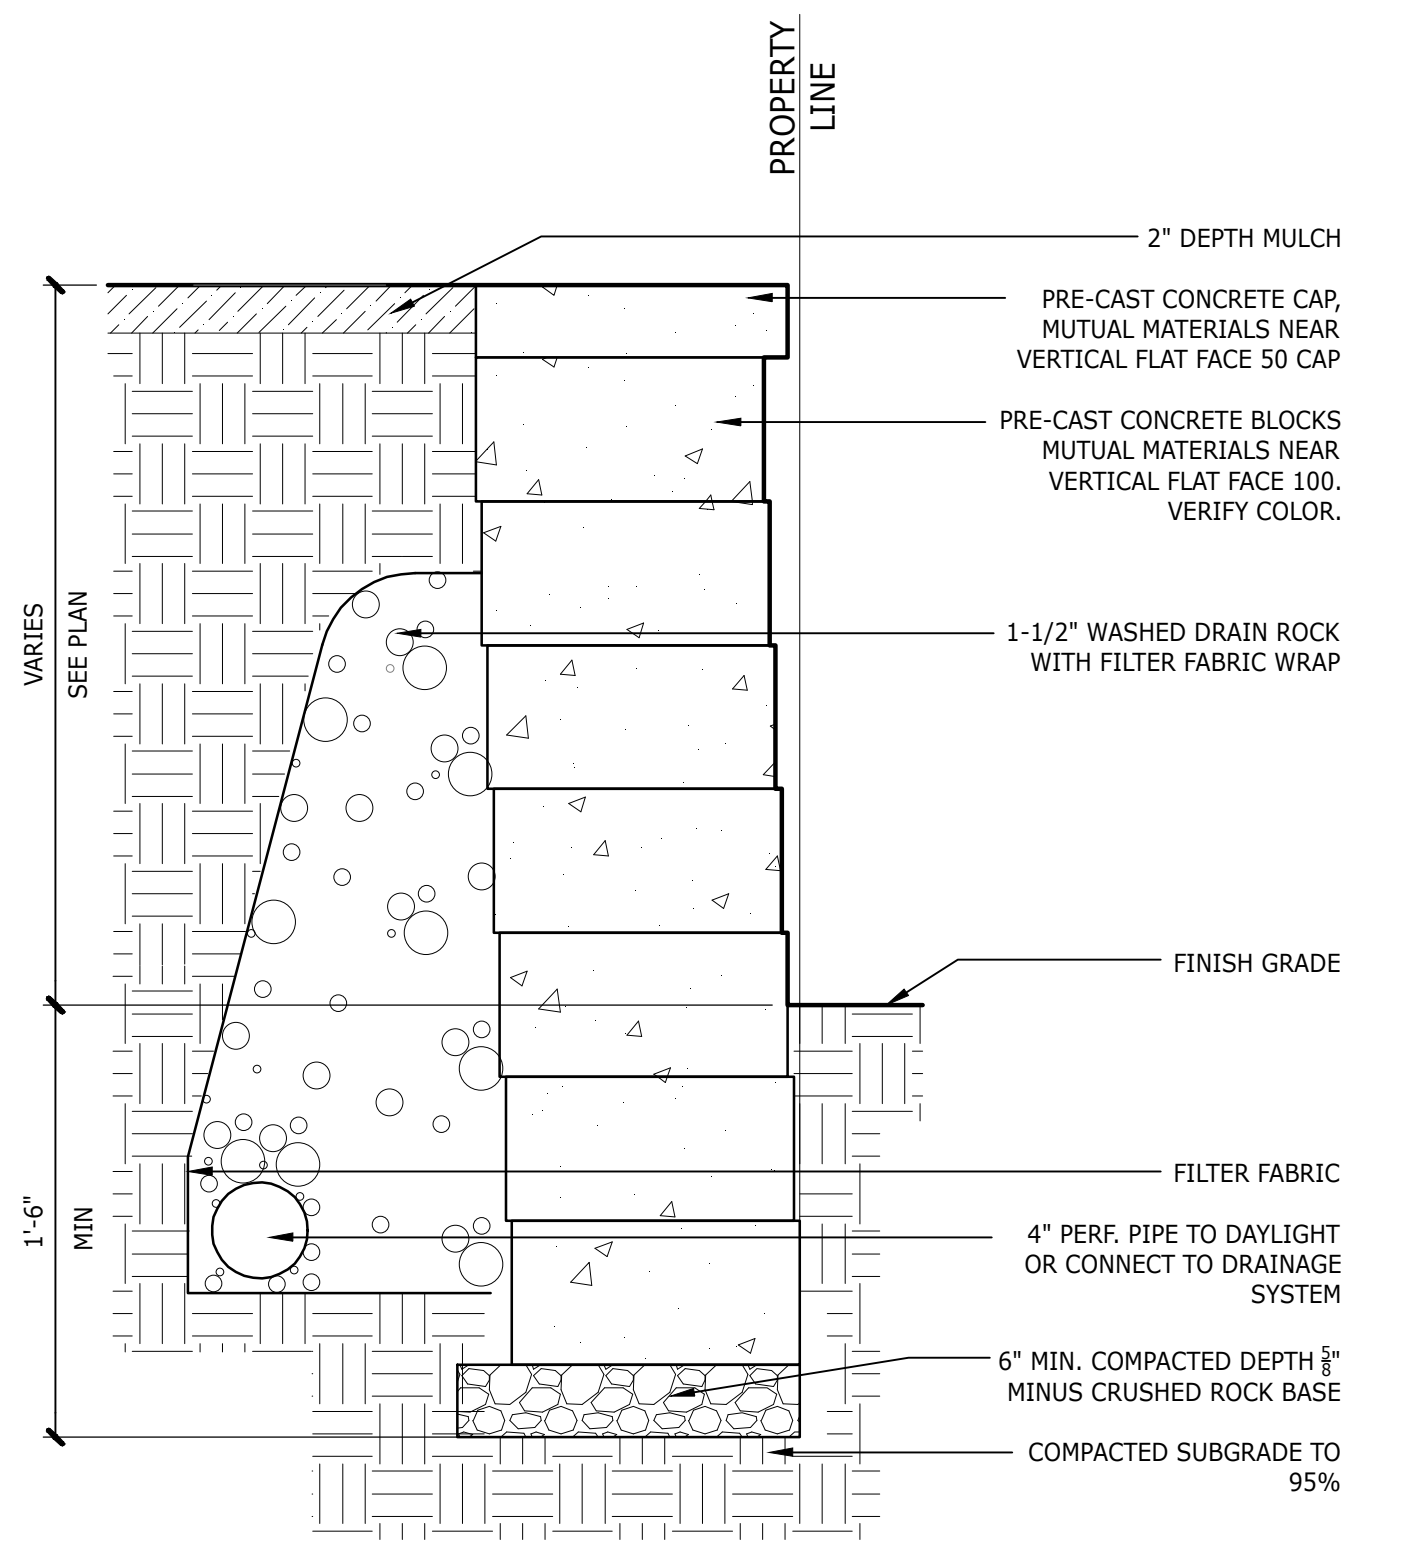 PROPERTY
LINE
2" DEPTH MULCH
PRE-CAST CONCRETE CAP,
MUTUAL MATERIALS NEAR
VERTICAL FLAT FACE 50 CAP
PRE-CAST CONCRETE BLOCKS
MUTUAL MATERIALS NEAR
VERTICAL FLAT FACE 100.
VERIFY COLOR.
VARIES
SEE PLAN
1-1/2" WASHED DRAIN ROCK
WITH FILTER FABRIC WRAP
FINISH GRADE
1'-6"
MIN
FILTER FABRIC
4" PERF. PIPE TO DAYLIGHT
OR CONNECT TO DRAINAGE
SYSTEM
6" MIN. COMPACTED DEPTH 5/8"
MINUS CRUSHED ROCK BASE
COMPACTED SUBGRADE TO
95%